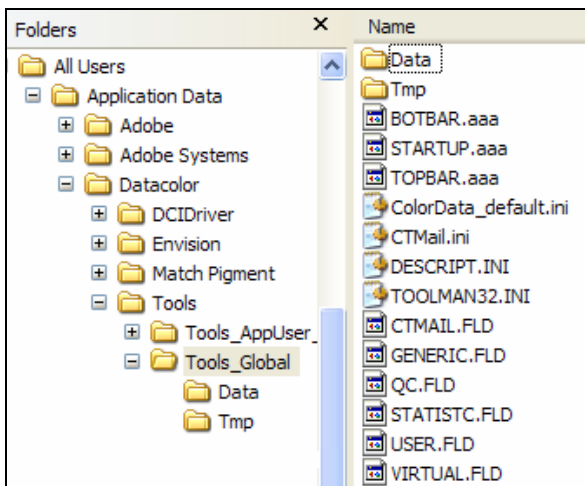 Folders
All Users
Application Data
Adobe
Adobe Systems
Datacolor
DCIDriver
Envision
Match Pigment
Tools
Tools_AppUser_
Tools_Global
Data
Tmp
Name
Data
Tmp
BOTBAR.aaa
STARTUP.aaa
TOPBAR.aaa
ColorData_default.ini
CTMail.ini
DESCRIPT.INI
TOOLMAN32.INI
CTMAIL.FLD
GENERIC.FLD
QC.FLD
STATISTC.FLD
USER.FLD
VIRTUAL.FLD